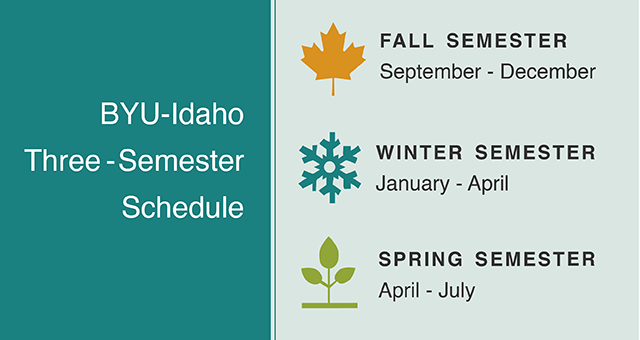 BYU-Idaho
Three-Semester
Schedule
FALL SEMESTER
September - December
WINTER SEMESTER
January - April
SPRING SEMESTER
April - July